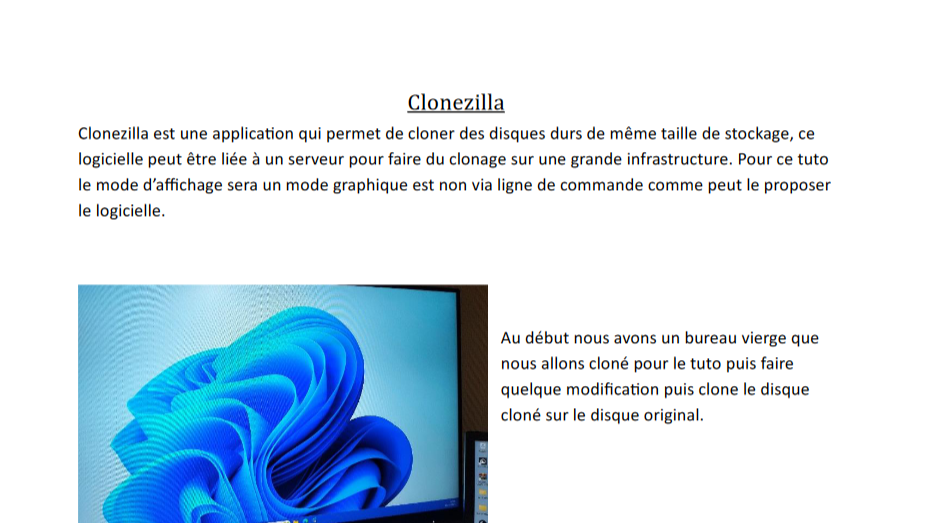 Clonezilla
Clonezilla est une application qui permet de cloner des disques durs de même taille de stockage, ce
logicielle peut être liée à un serveur pour faire du clonage sur une grande infrastructure. Pour ce tuto
le mode d’affichage sera un mode graphique est non via ligne de commande comme peut le proposer
le logicielle.
Au début nous avons un bureau vierge que
nous allons cloné pour le tuto puis faire
quelque modification puis clone le disque
cloné sur le disque original.